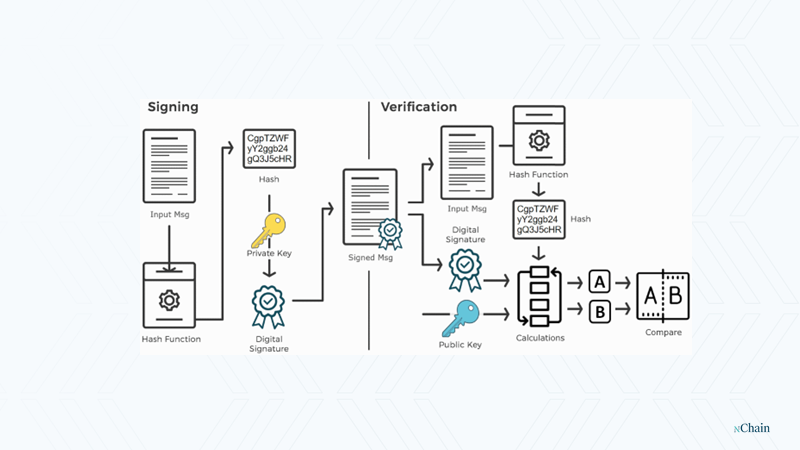 Signing
Input Msg
Hash Function
CgpTZWF
yY2ggb24
gQ3J5cHR
Hash
Private Key
Digital
Signature
Signed Msg
Verification
Input Msg
Hash Function
CgpTZWF
yY2ggb24
gQ3J5cHR
Hash
Digital
Signature
Public Key
Calculations
A
B
A B
Compare
nChain